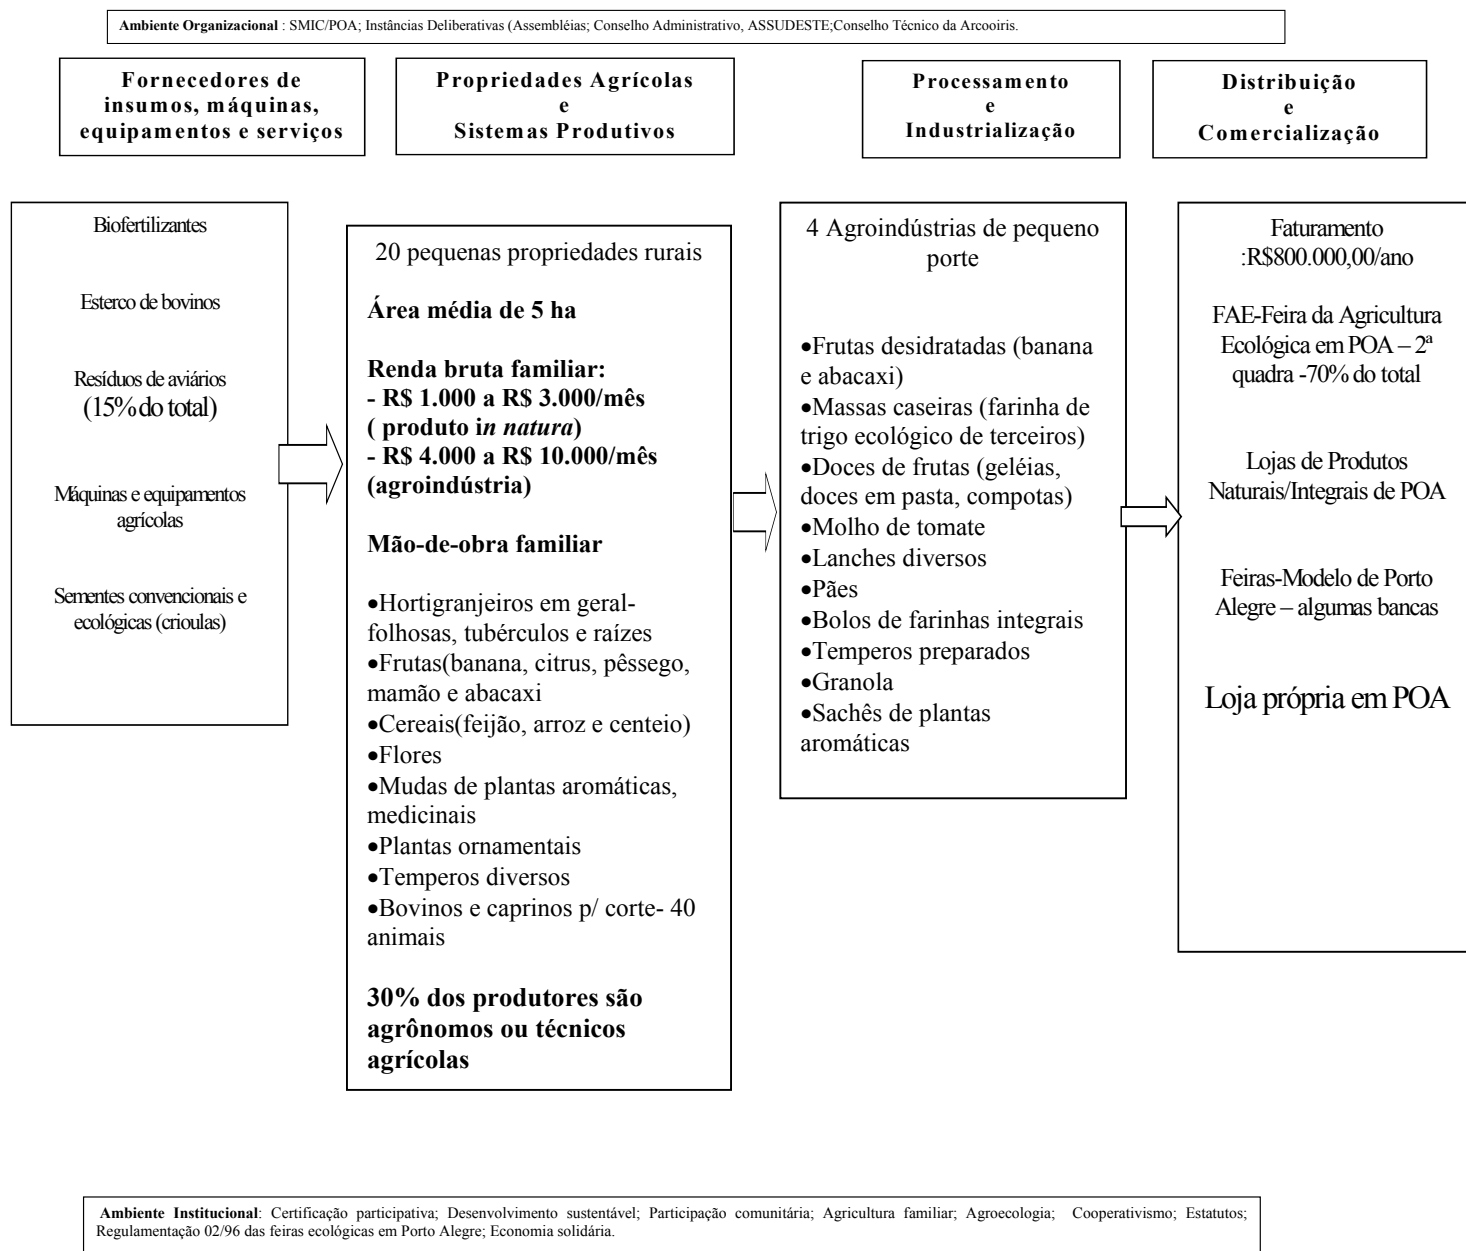 Ambiente Organizacional : SMIC/POA; Instâncias Deliberativas (Assembléias; Conselho Administrativo, ASSUDESTE;Conselho Técnico da Arcooiris.
Fornecedores de
insumos, máquinas,
equipamentos e serviços
Propriedades Agrícolas
e
Sistemas Produtivos
Processamento
e
Industrialização
Distribuição
e
Comercialização
Biofertilizantes
Esterco de bovinos
Resíduos de aviários
(15% do total)
Máquinas e equipamentos
agrícolas
Sementes convencionais e
ecológicas (crioulas)
20 pequenas propriedades rurais
Área média de 5 ha
Renda bruta familiar:
- R$ 1.000 a R$ 3.000/mês
( produto in natura)
- R$ 4.000 a R$ 10.000/mês
(agroindústria)
Mão-de-obra familiar
•Hortigranjeiros em geral-
folhosas, tubérculos e raízes
•Frutas(banana, citrus, pêssego,
mamão e abacaxi
•Cereais(feijão, arroz e centeio)
•Flores
•Mudas de plantas aromáticas,
medicinais
•Plantas ornamentais
•Temperos diversos
•Bovinos e caprinos p/ corte- 40
animais
30% dos produtores são
agrônomos ou técnicos
agrícolas
4 Agroindústrias de pequeno
porte
•Frutas desidratadas (banana
e abacaxi)
•Massas caseiras (farinha de
trigo ecológico de terceiros)
•Doces de frutas (geléias,
doces em pasta, compotas)
•Molho de tomate
•Lanches diversos
•Pães
•Bolos de farinhas integrais
•Temperos preparados
•Granola
•Sachês de plantas
aromáticas
Faturamento
:R$800.000,00/ano
FAE-Feira da Agricultura
Ecológica em POA – 2ª
quadra -70% do total
Lojas de Produtos
Naturais/Integrais de POA
Feiras-Modelo de Porto
Alegre – algumas bancas
Loja própria em POA
Ambiente Institucional: Certificação participativa; Desenvolvimento sustentável; Participação comunitária; Agricultura familiar; Agroecologia; Cooperativismo; Estatutos;
Regulamentação 02/96 das feiras ecológicas em Porto Alegre; Economia solidária.